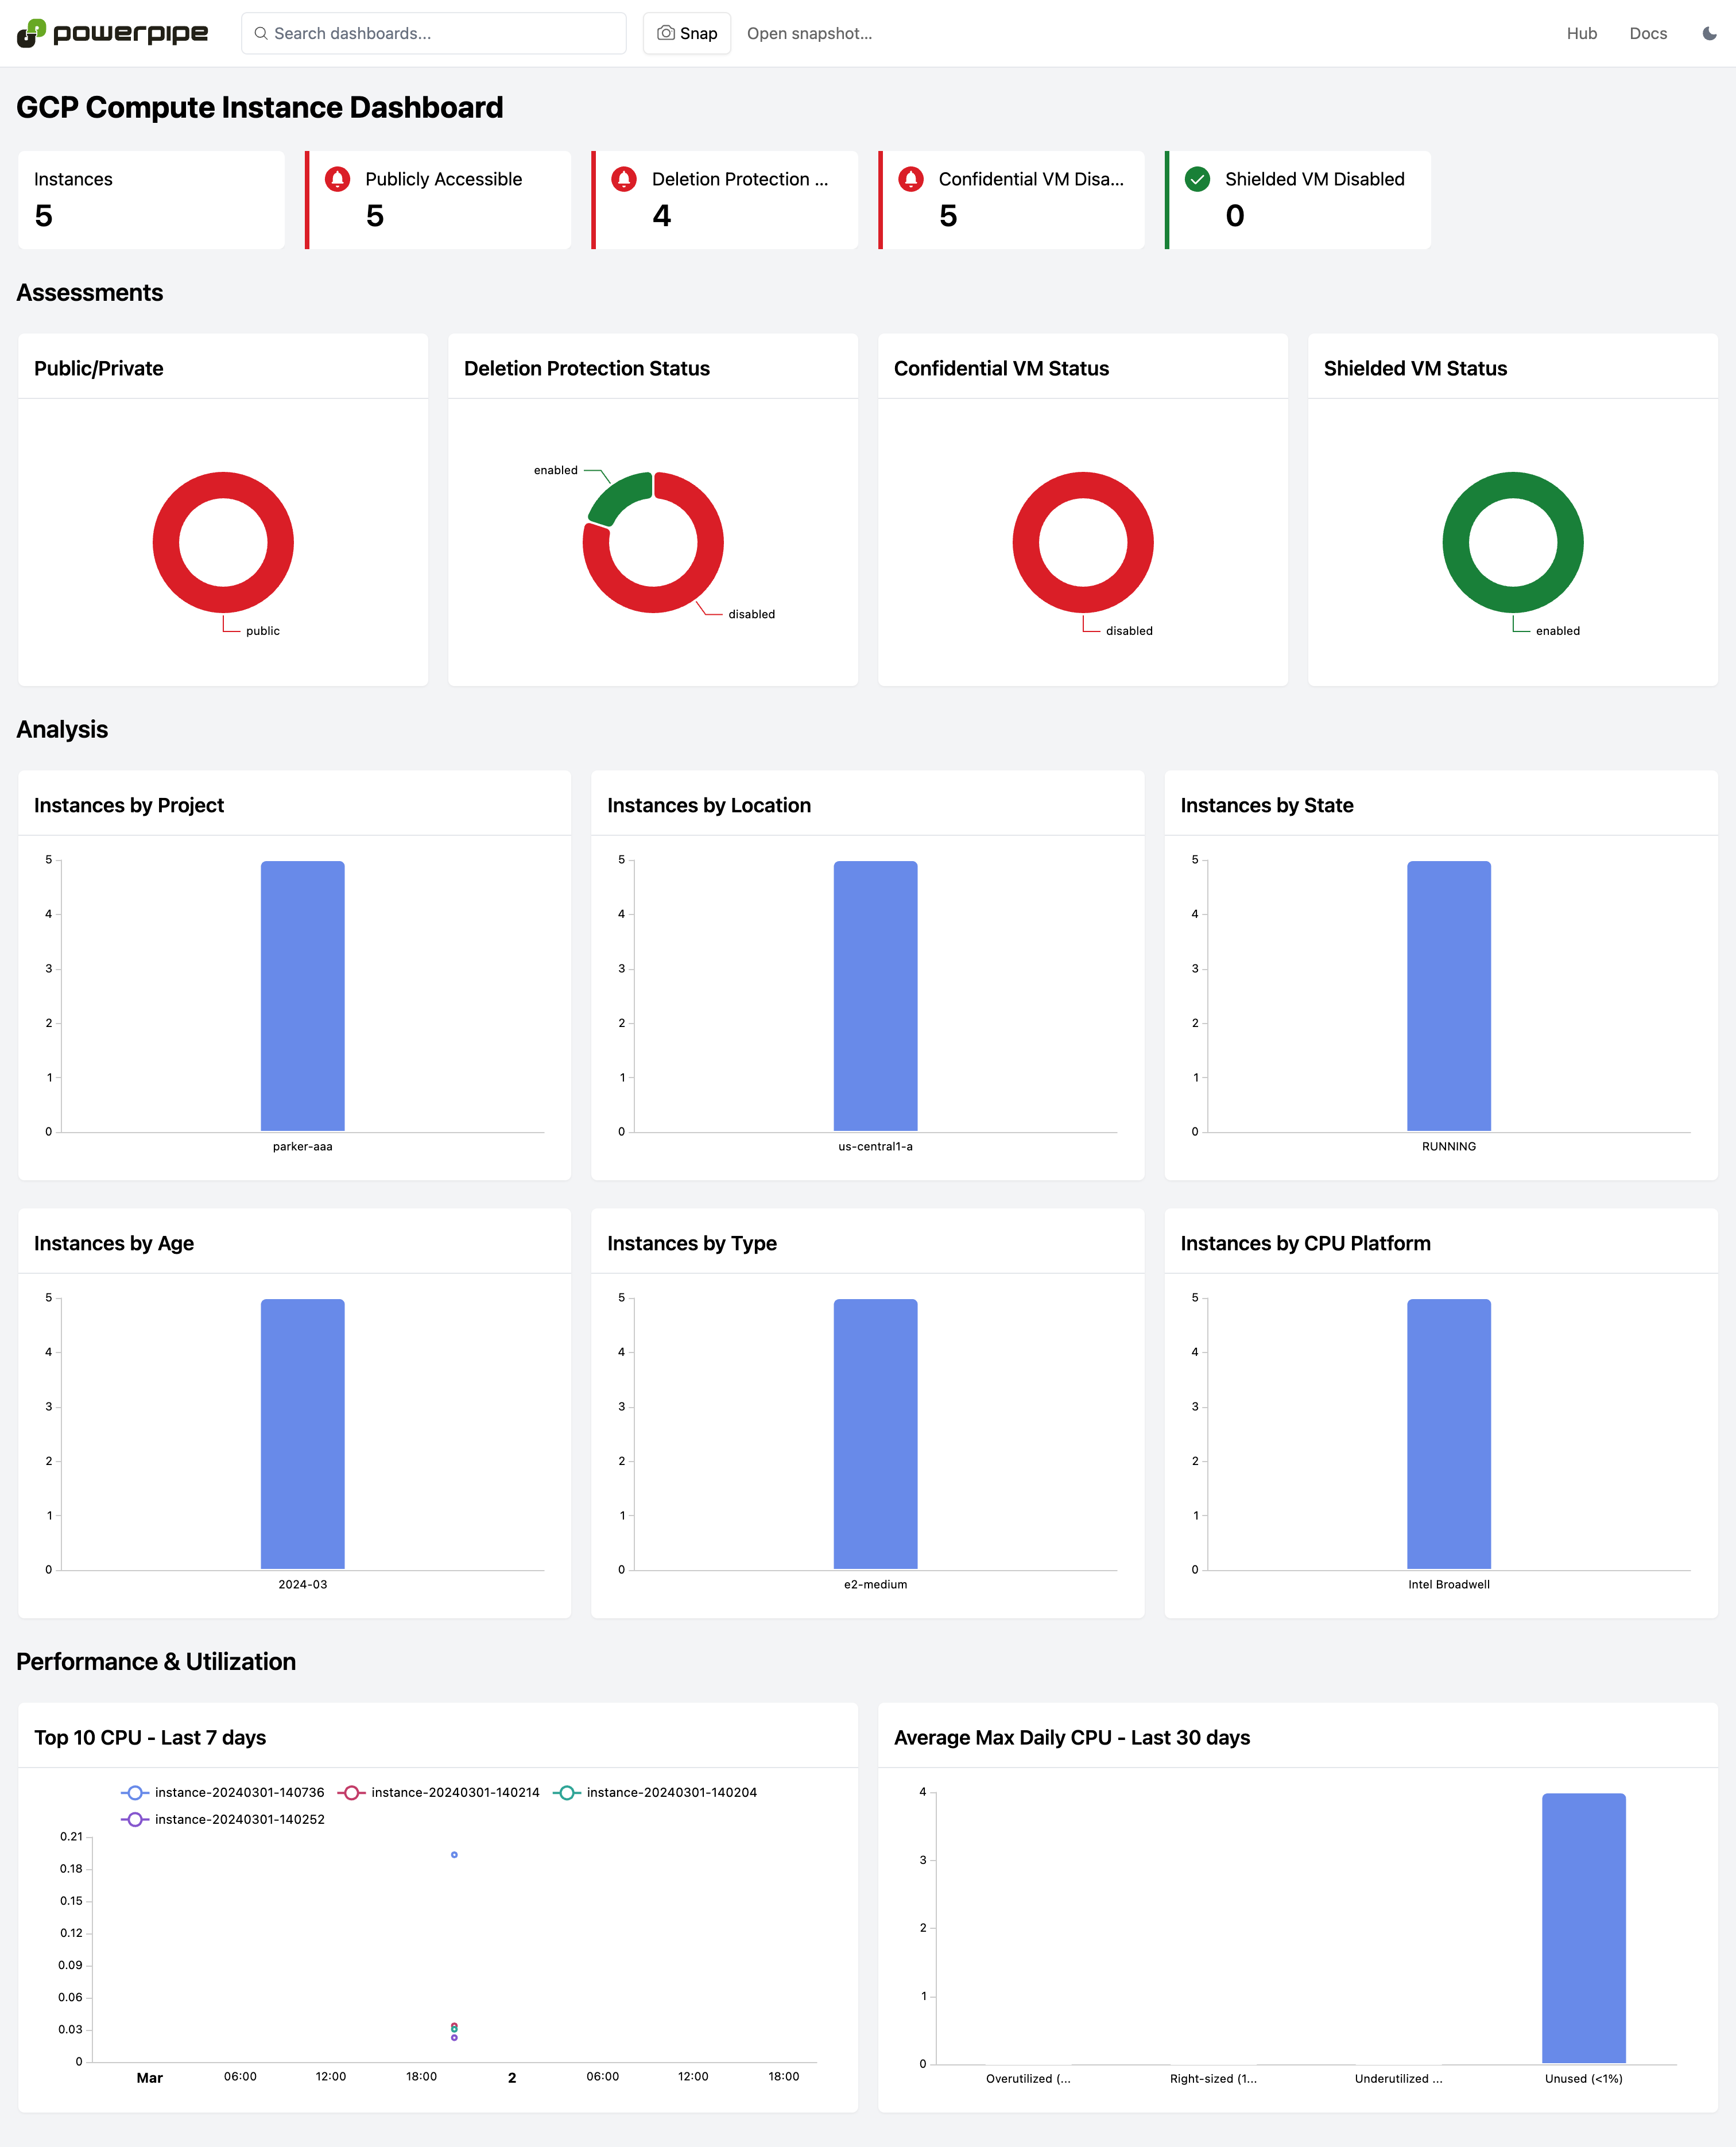 powerpipe
Search dashboards...
Snap
Open snapshot...
Hub
Docs
GCP Compute Instance Dashboard
Instances
5
Publicly Accessible
5
Deletion Protection ...
4
Confidential VM Disa...
5
Shielded VM Disabled
0
Assessments
Public/Private
public
Deletion Protection Status
enabled
disabled
Confidential VM Status
disabled
Shielded VM Status
enabled
Analysis
Instances by Project
5
4
3
2
1
0
parker-aaa
Instances by Location
5
4
3
2
1
0
us-central1-a
Instances by State
5
4
3
2
1
0
RUNNING
Instances by Age
5
4
3
2
1
0
2024-03
Instances by Type
5
4
3
2
1
0
e2-medium
Instances by CPU Platform
5
4
3
2
1
0
Intel Broadwell
Performance & Utilization
Top 10 CPU - Last 7 days
instance-20240301-140736
instance-20240301-140214
instance-20240301-140204
instance-20240301-140252
0.21
0.18
0.15
0.12
0.09
0.06
0.03
0
Mar 06:00 12:00 18:00 2 06:00 12:00 18:00
Average Max Daily CPU - Last 30 days
4
3
2
1
0
Overutilized (... Right-sized (1... Underutilized ... Unused (<1%)